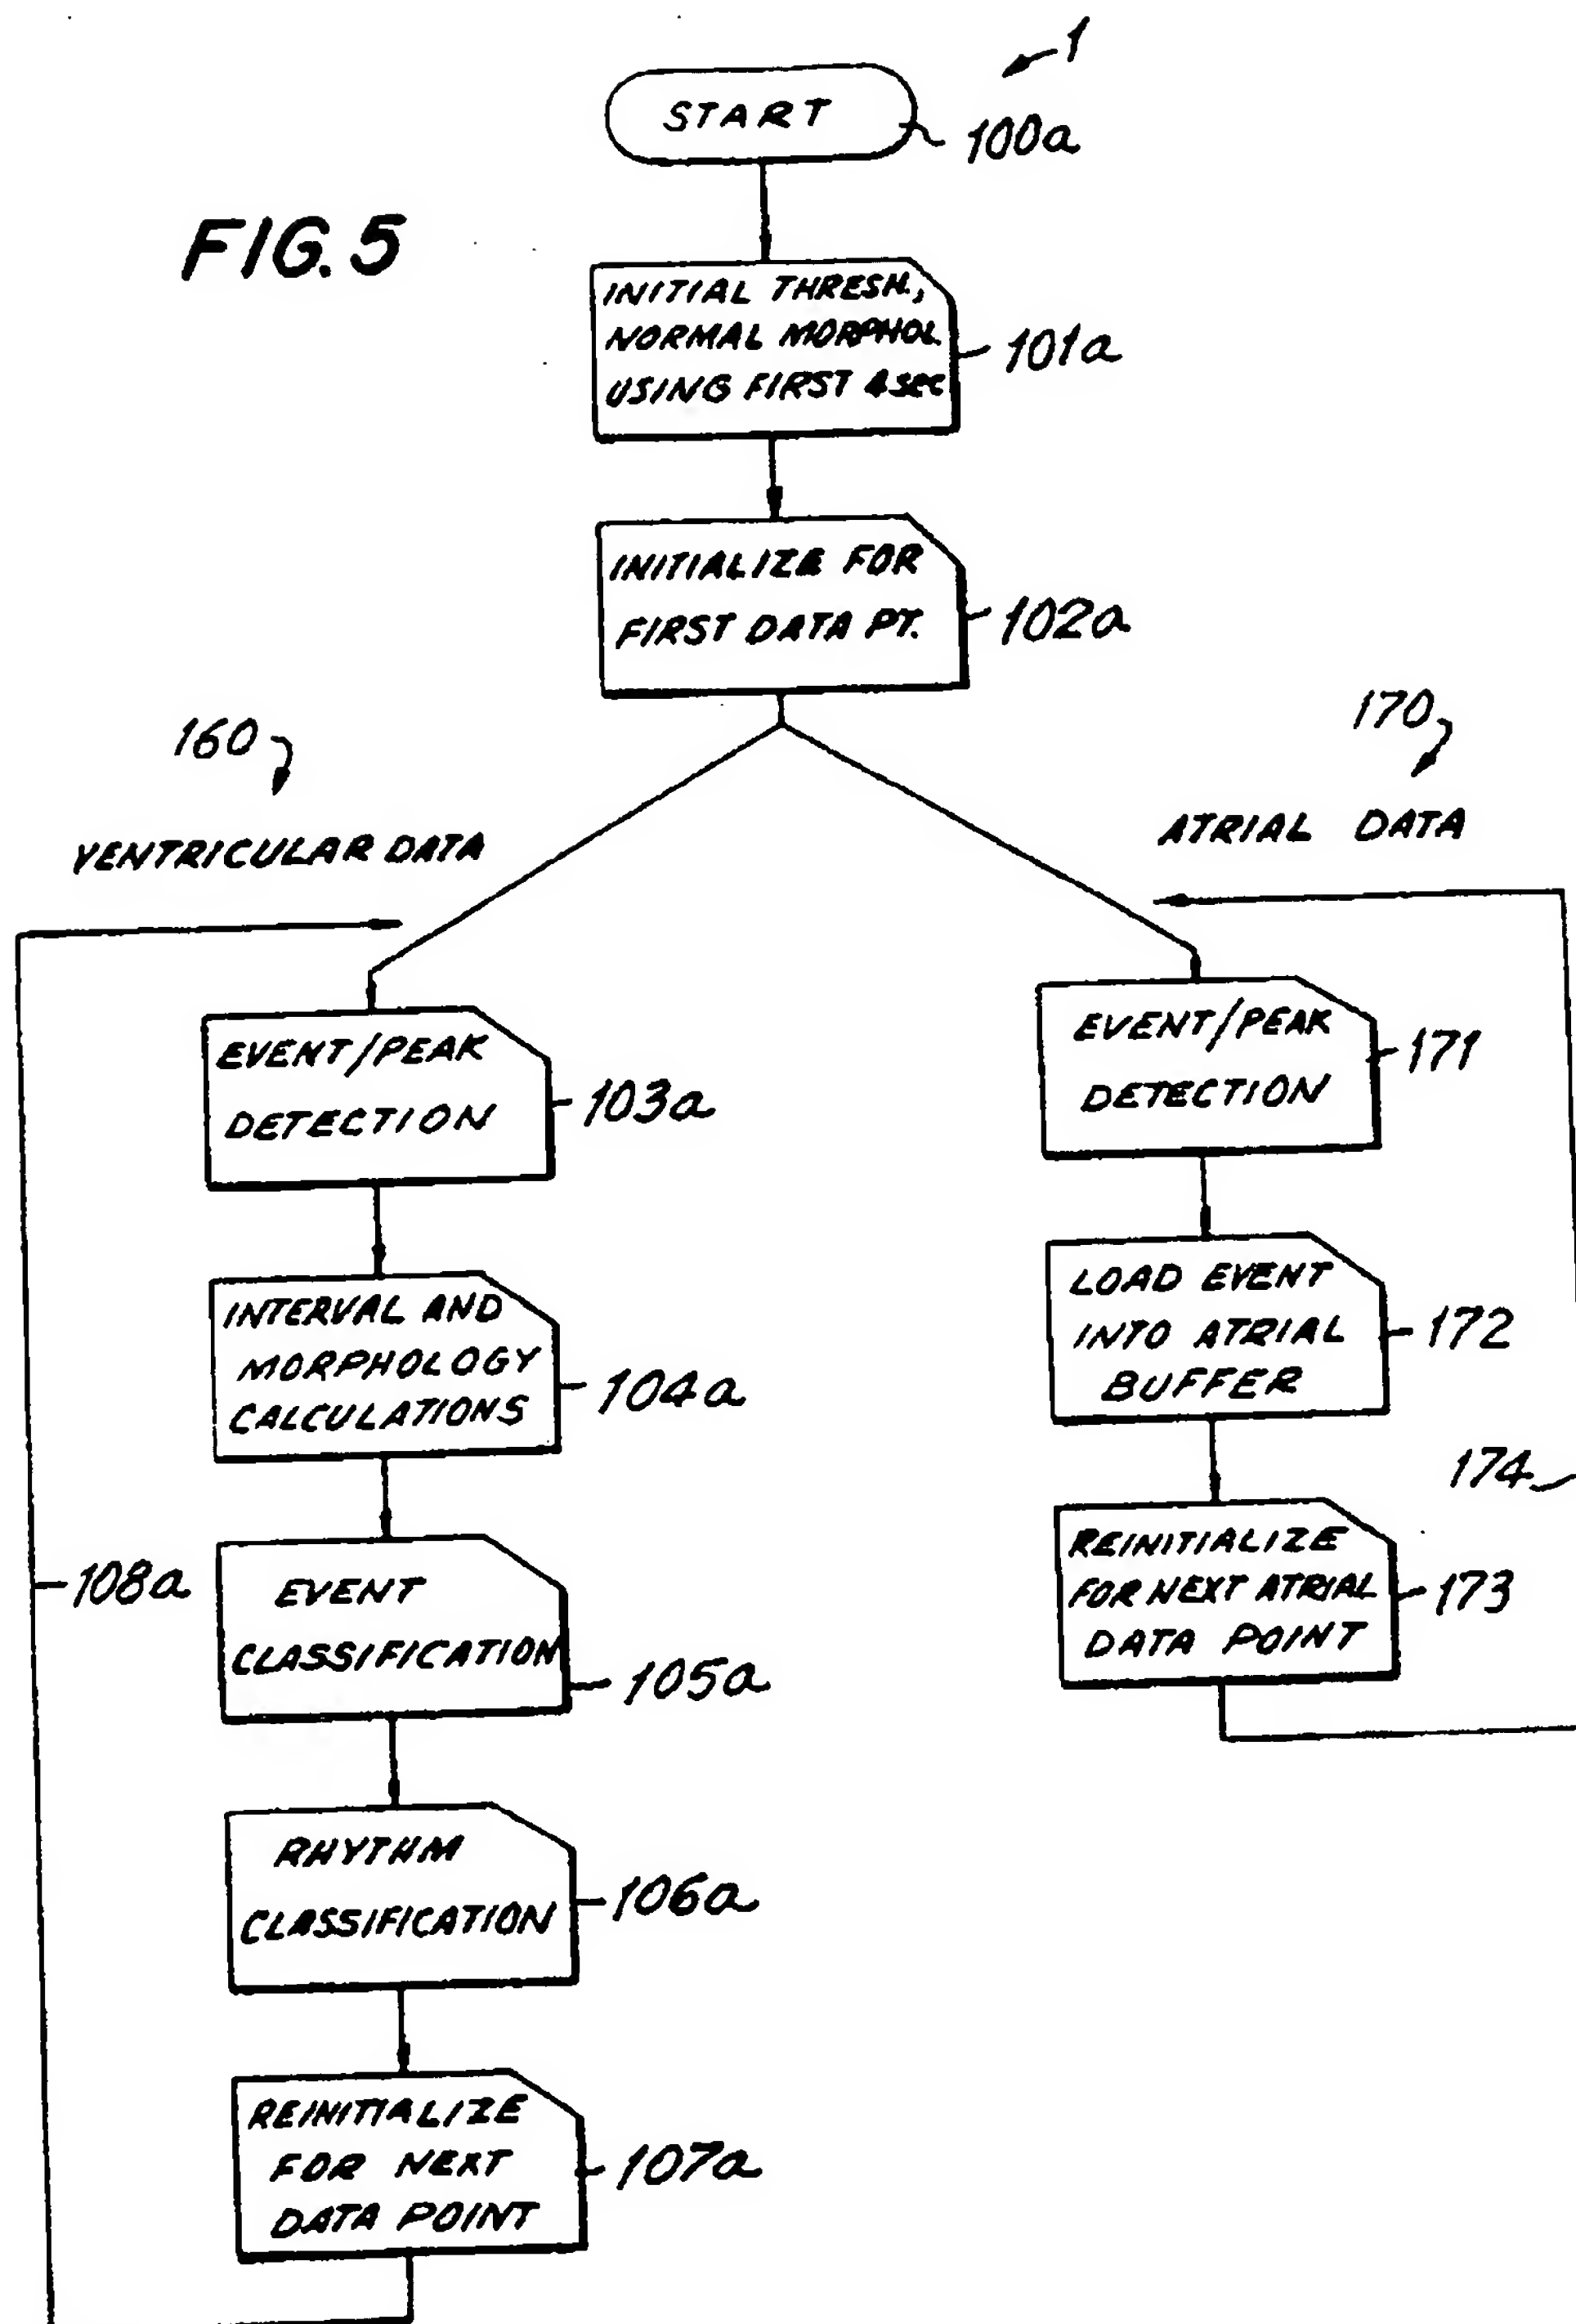 1
START
100a
FIG. 5
INITIAL THRESH.,
NORMAL MORPHOL.
USING FIRST 4sec
101a
INITIALIZE FOR
FIRST DATA PT.
102a
160
VENTRICULAR DATA
170
ATRIAL DATA
EVENT/PEAK
DETECTION
103a
INTERVAL AND
MORPHOLOGY
CALCULATIONS
104a
EVENT
CLASSIFICATION
105a
108a
RHYTHM
CLASSIFICATION
106a
REINITIALIZE
FOR NEXT
DATA POINT
107a
EVENT/PEAK
DETECTION
171
LOAD EVENT
INTO ATRIAL
BUFFER
172
174
REINITIALIZE
FOR NEXT ATRIAL
DATA POINT
173